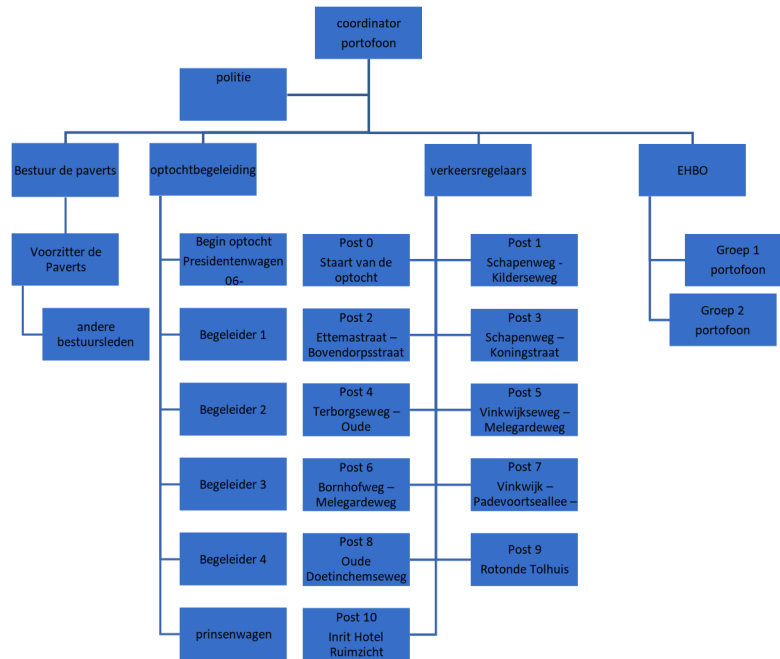 coordinator
portofoon
politie
Bestuur de paverts
optochtbegeleiding
verkeersregelaars
EHBO
Voorzitter de
Paverts
andere
bestuursleden
Begin optocht
Presidentenwagen
06-
Begeleider 1
Begeleider 2
Begeleider 3
Begeleider 4
prinsenwagen
Post 0
Staart van de
optocht
Post 1
Schapenweg -
Kilderseweg
Post 2
Ettemastraat –
Bovendorpsstraat
Post 3
Schapenweg –
Koningstraat
Post 4
Terborgseweg –
Oude
Post 5
Vinkwijkseweg –
Melegardeweg
Post 6
Bornhofweg –
Melegardeweg
Post 7
Vinkwijk –
Padevoortseallee –
Post 8
Oude
Doetinchemseweg
Post 9
Rotonde Tolhuis
Post 10
Inrit Hotel
Ruimzicht
Groep 1
portofoon
Groep 2
portofoon